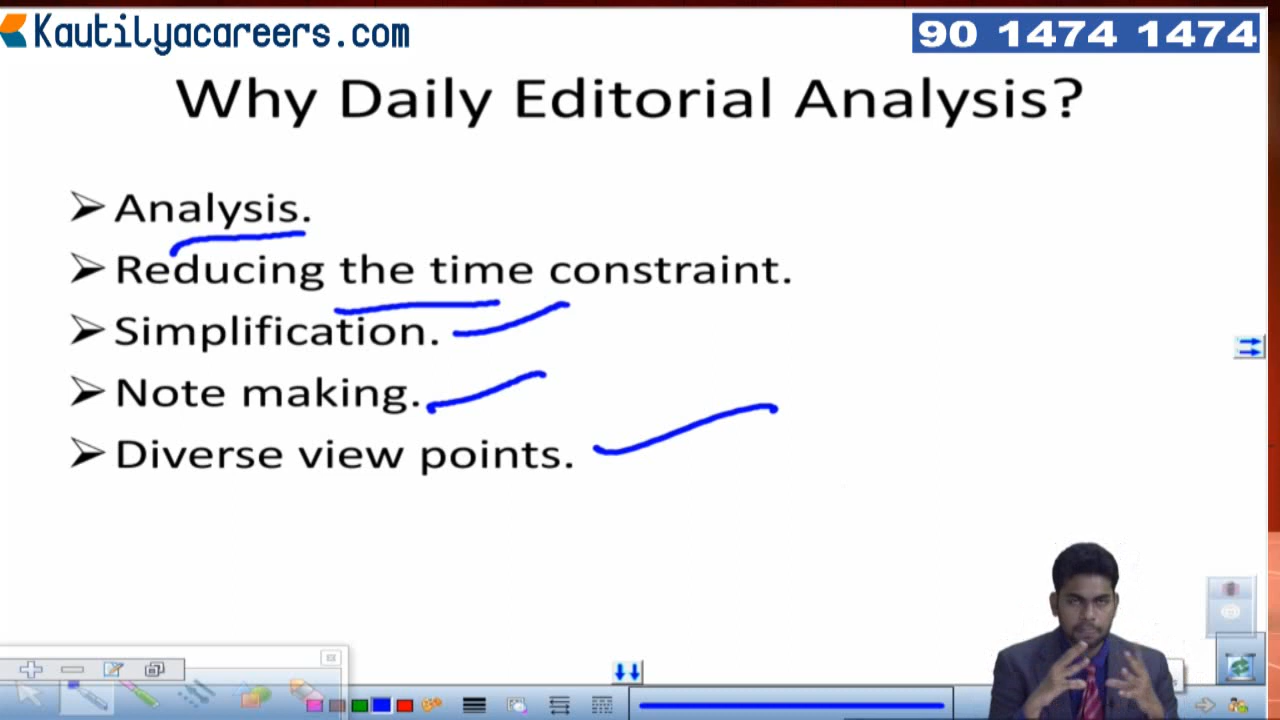 Kautilyacareers.com
90 1474 1474
Why Daily Editorial Analysis?
Analysis.
Reducing the time constraint.
Simplification.
Note making.
Diverse view points.